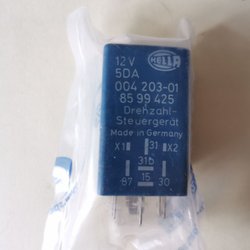 12V
HELLA
5DA
004 203-01
85 99 425
Drehzahl-
Steuergerät
Made in Germany
X1 31 X2
31b
15
87 30